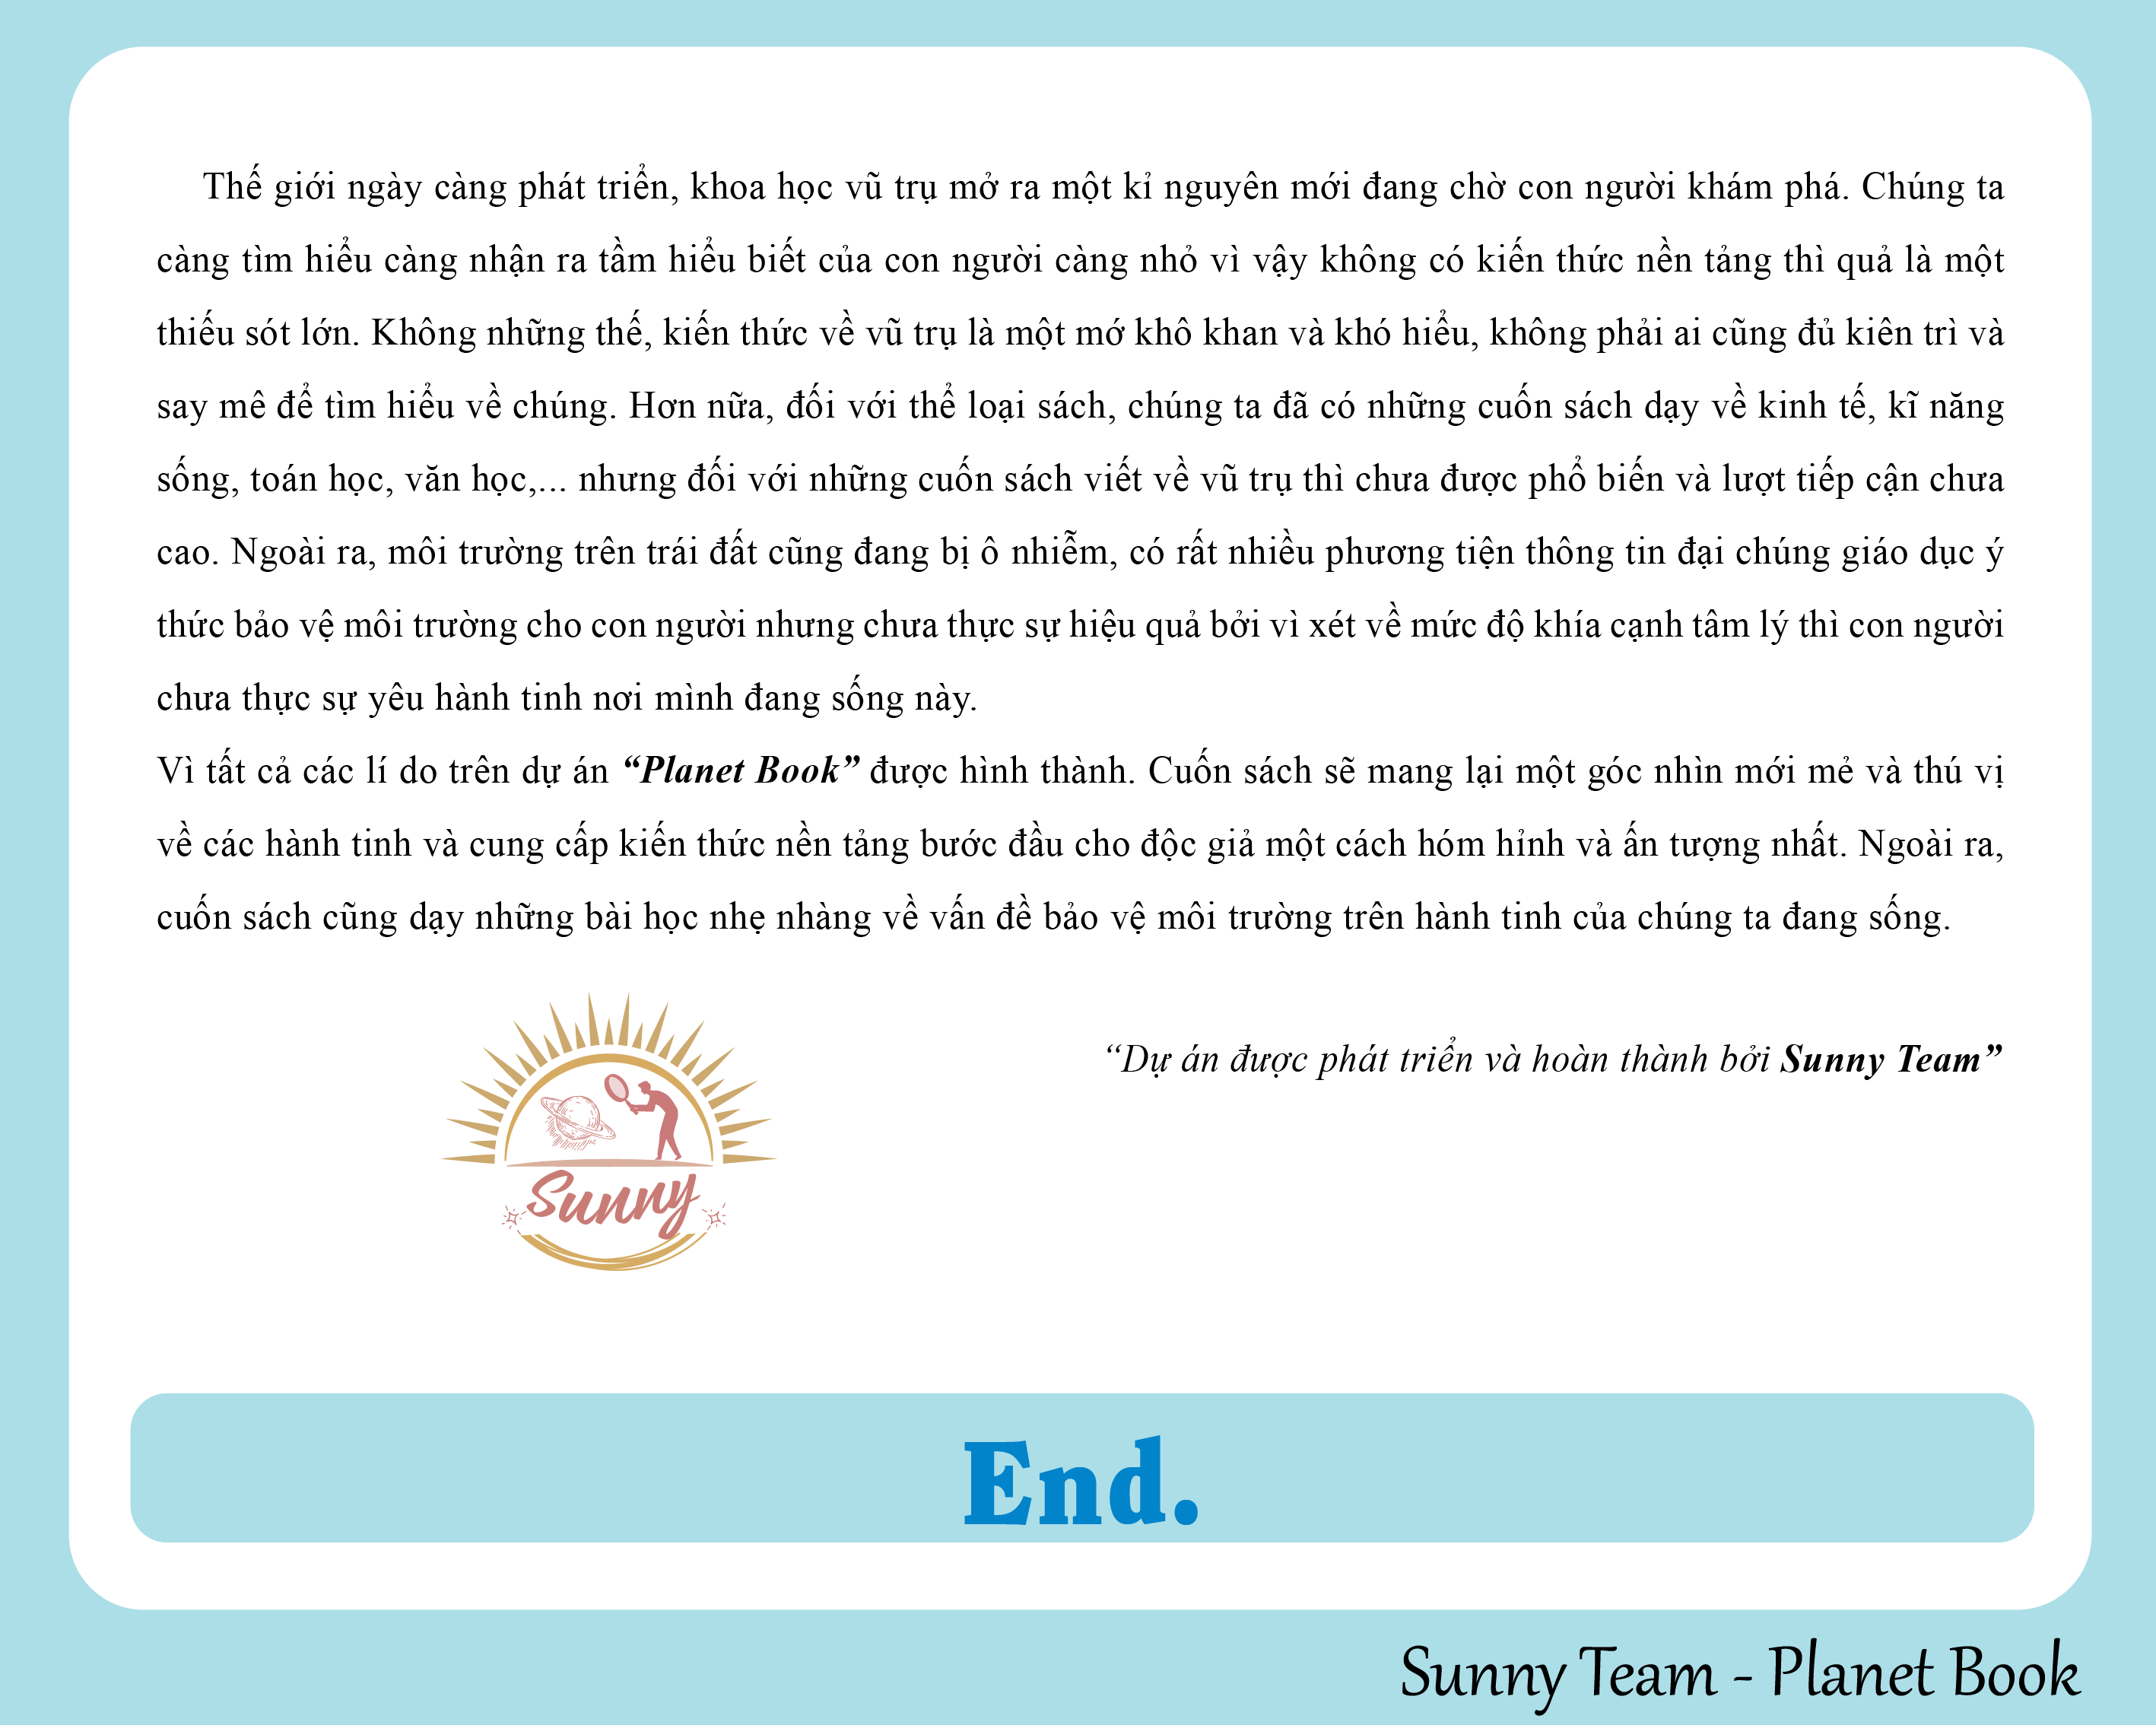 Thế giới ngày càng phát triển, khoa học vũ trụ mở ra một kỉ nguyên mới đang chờ con người khám phá. Chúng ta
càng tìm hiểu càng nhận ra tầm hiểu biết của con người càng nhỏ vì vậy không có kiến thức nền tảng thì quả là một
thiếu sót lớn. Không những thế, kiến thức về vũ trụ là một mớ khô khan và khó hiểu, không phải ai cũng đủ kiên trì và
say mê để tìm hiểu về chúng. Hơn nữa, đối với thể loại sách, chúng ta đã có những cuốn sách dạy về kinh tế, kĩ năng
sống, toán học, văn học,... nhưng đối với những cuốn sách viết về vũ trụ thì chưa được phổ biến và lượt tiếp cận chưa
cao. Ngoài ra, môi trường trên trái đất cũng đang bị ô nhiễm, có rất nhiều phương tiện thông tin đại chúng giáo dục ý
thức bảo vệ môi trường cho con người nhưng chưa thực sự hiệu quả bởi vì xét về mức độ khía cạnh tâm lý thì con người
chưa thực sự yêu hành tinh nơi mình đang sống này.
Vì tất cả các lí do trên dự án “Planet Book” được hình thành. Cuốn sách sẽ mang lại một góc nhìn mới mẻ và thú vị
về các hành tinh và cung cấp kiến thức nền tảng bước đầu cho độc giả một cách hóm hỉnh và ấn tượng nhất. Ngoài ra,
cuốn sách cũng dạy những bài học nhẹ nhàng về vấn đề bảo vệ môi trường trên hành tinh của chúng ta đang sống.
“Dự án được phát triển và hoàn thành bởi Sunny Team”
Sunny
End.
Sunny Team - Planet Book